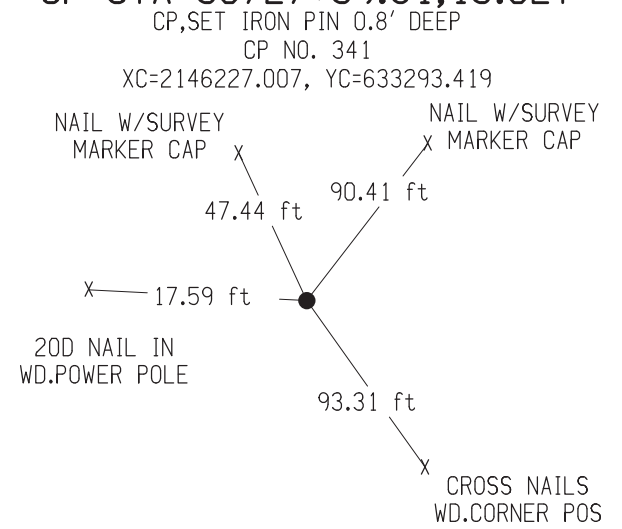 CP,SET IRON PIN 0.8' DEEP
CP NO. 341
XC=2146227.007, YC=633293.419
NAIL W/SURVEY
MARKER CAP
NAIL W/SURVEY
MARKER CAP
90.41 ft
47.44 ft
17.59 ft
20D NAIL IN
WD.POWER POLE
93.31 ft
CROSS NAILS
WD.CORNER POS